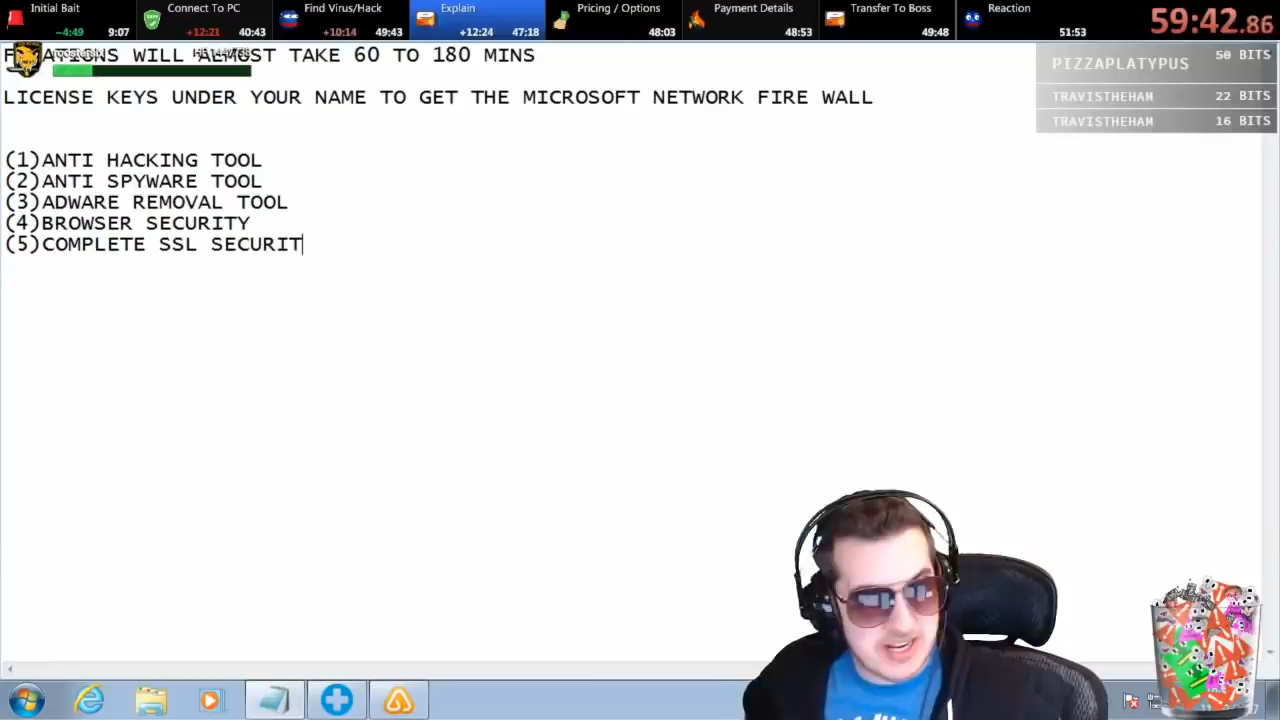 Initial Bait
-4:49 9:07
Connect To PC
+12:21 40:43
Find Virus/Hack
+10:14 49:43
Explain
+12:24 47:18
Pricing / Options
48:03
Payment Details
48:53
Transfer To Boss
49:48
Reaction
51:53
59:42.86
WILL ALMOST TAKE 60 TO 180 MINS
LICENSE KEYS UNDER YOUR NAME TO GET THE MICROSOFT NETWORK FIRE WALL
(1)ANTI HACKING TOOL
(2)ANTI SPYWARE TOOL
(3)ADWARE REMOVAL TOOL
(4)BROWSER SECURITY
(5)COMPLETE SSL SECURIT
PIZZAPLATYPUS 50 BITS
TRAVISTHEHAM 22 BITS
TRAVISTHEHAM 16 BITS